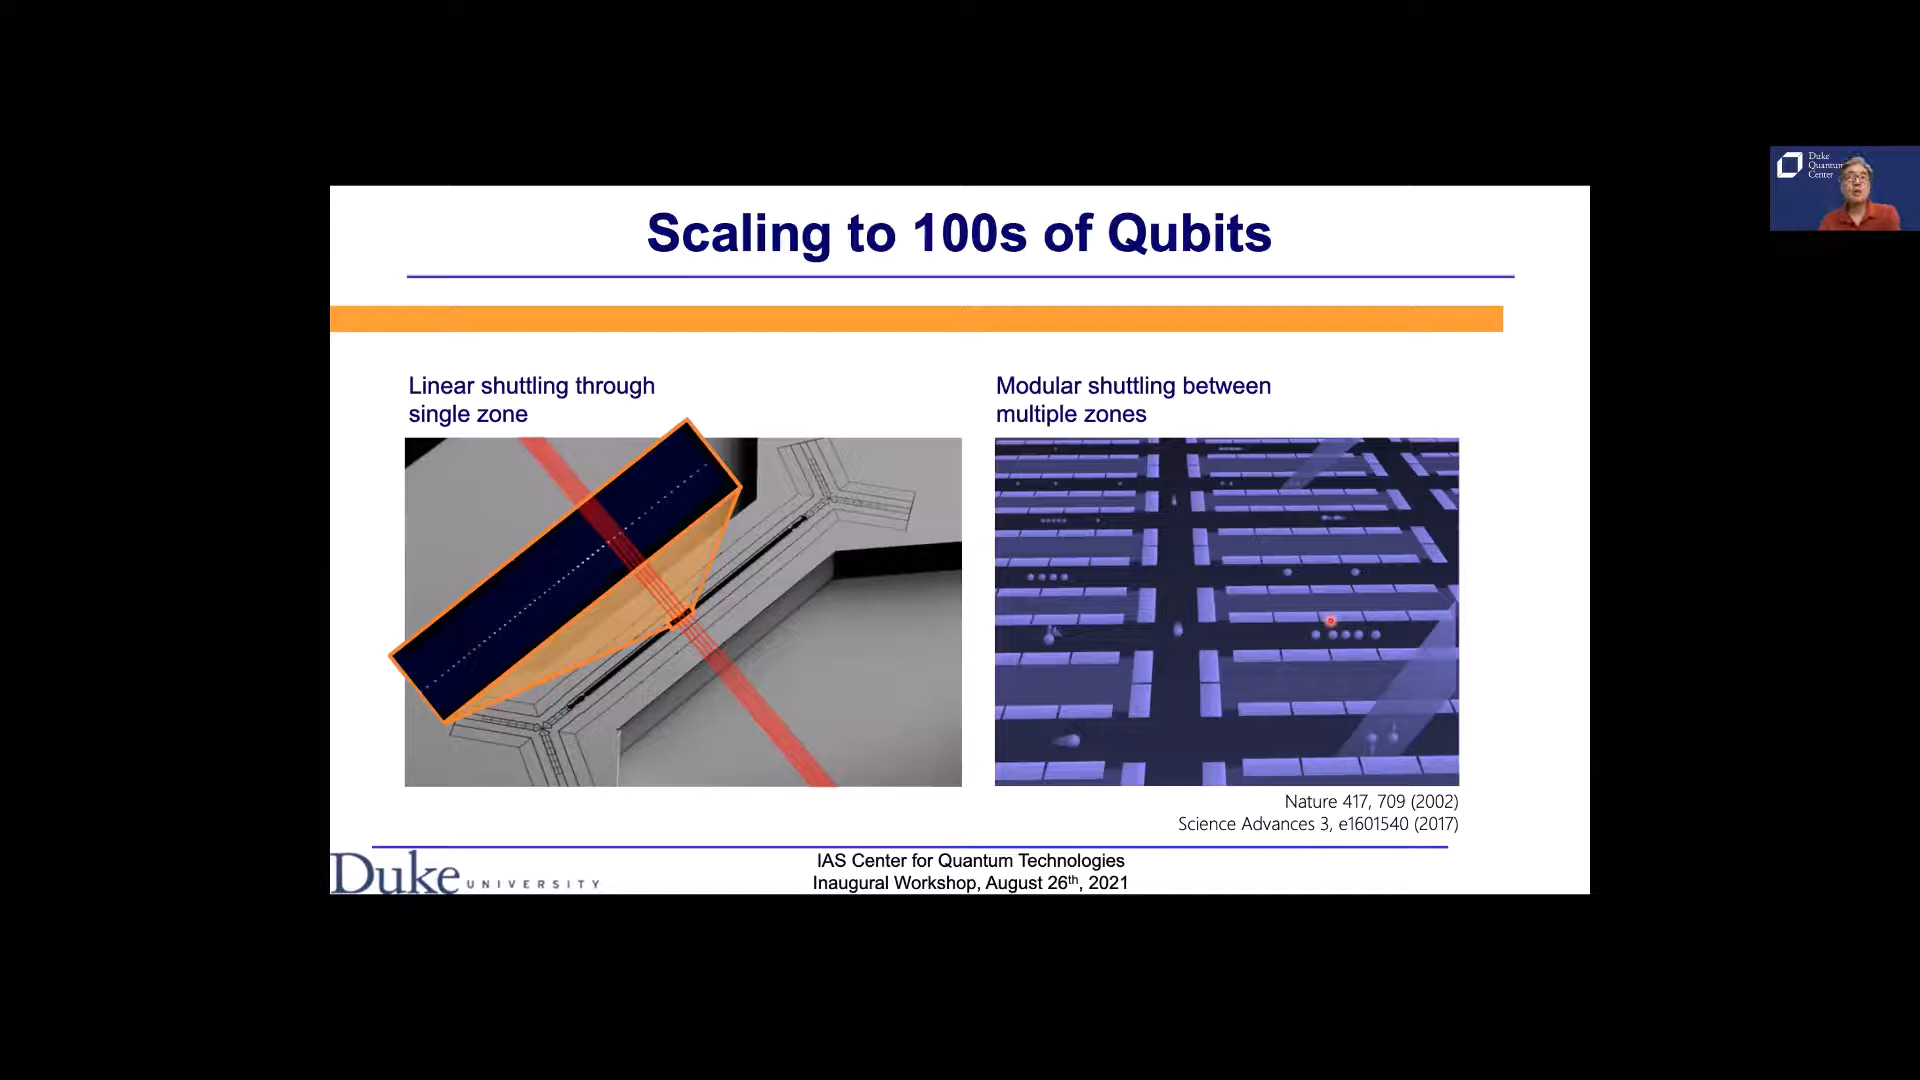 Duke
Quantum
Center
Scaling to 100s of Qubits
Linear shuttling through
single zone
Modular shuttling between
multiple zones
Nature 417, 709 (2002)
Science Advances 3, e1601540 (2017)
Duke UNIVERSITY
IAS Center for Quantum Technologies
Inaugural Workshop, August 26th, 2021